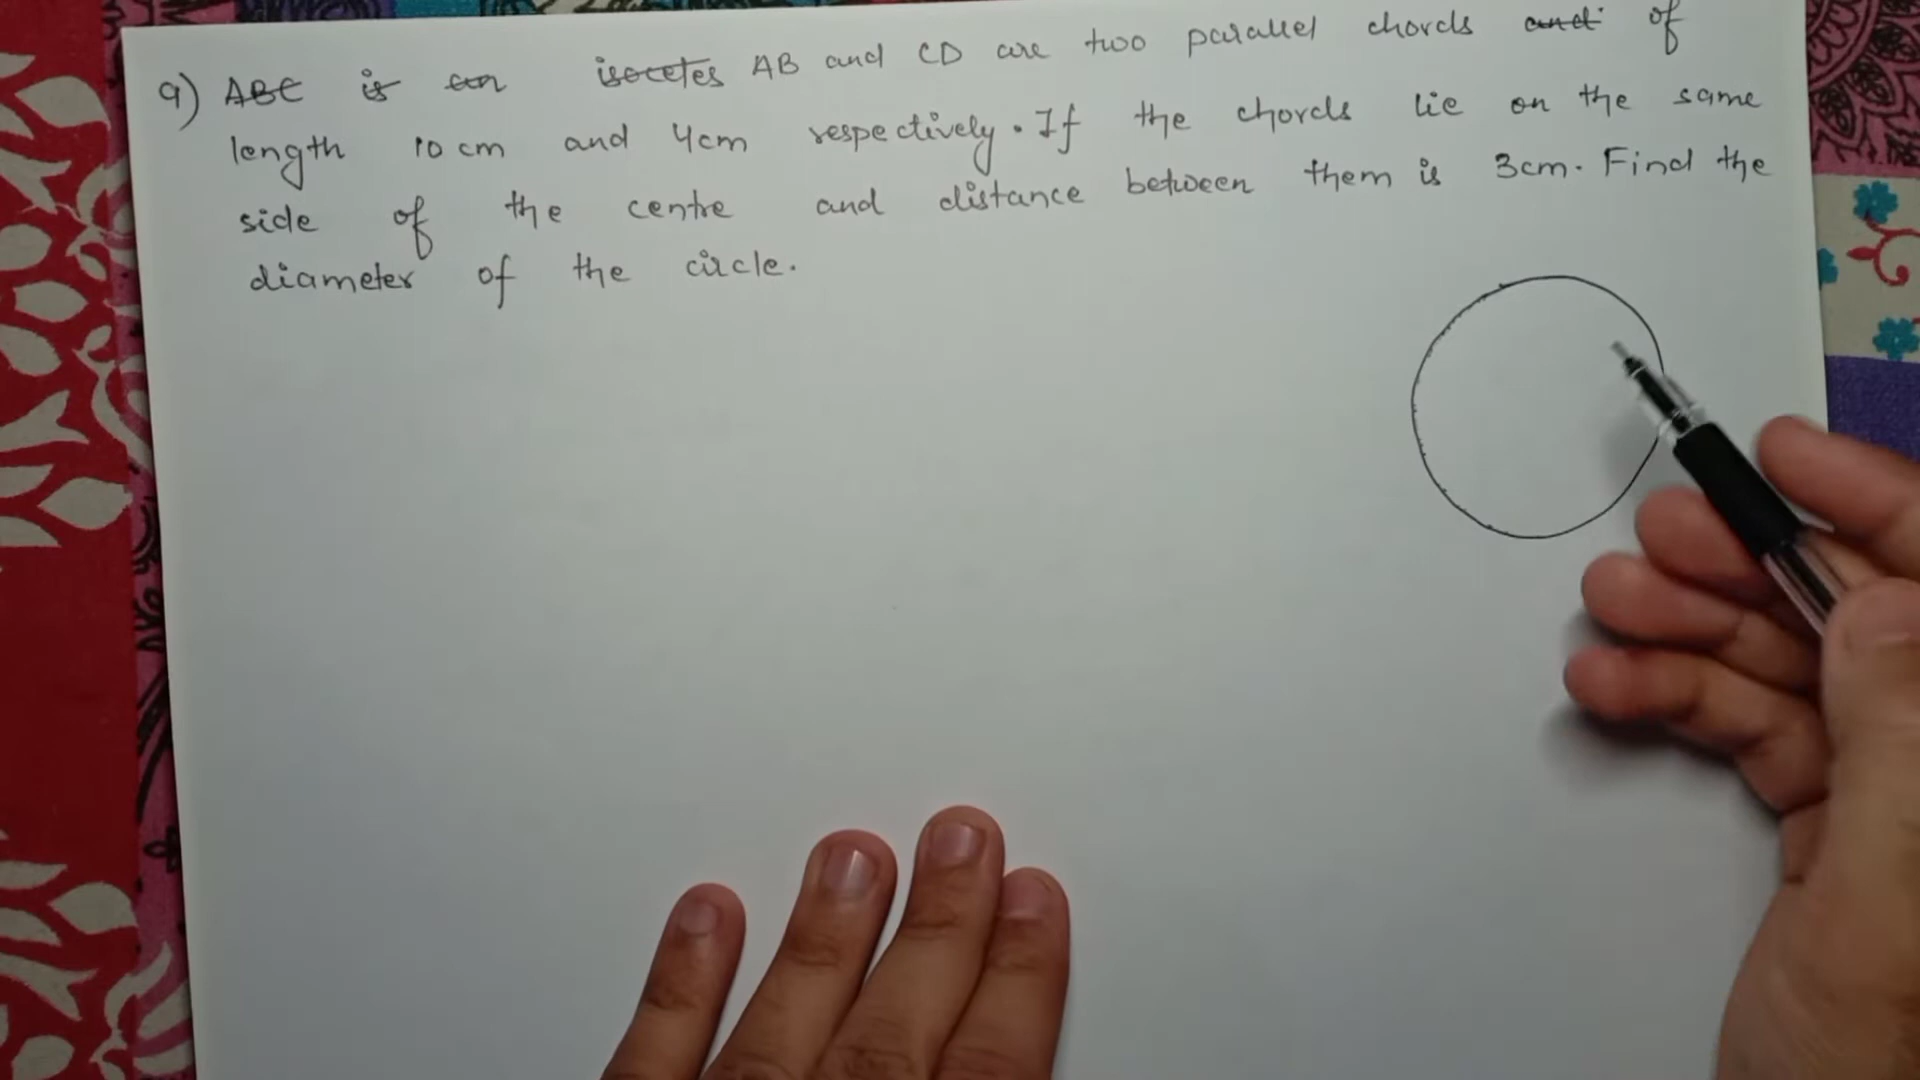 9) ABC is an isoceles AB and CD are two parallel chords and of
length 10 cm and 4cm respectively. If the chords lie on the same
side of the centre and distance between them is 3cm. Find the
diameter of the circle.